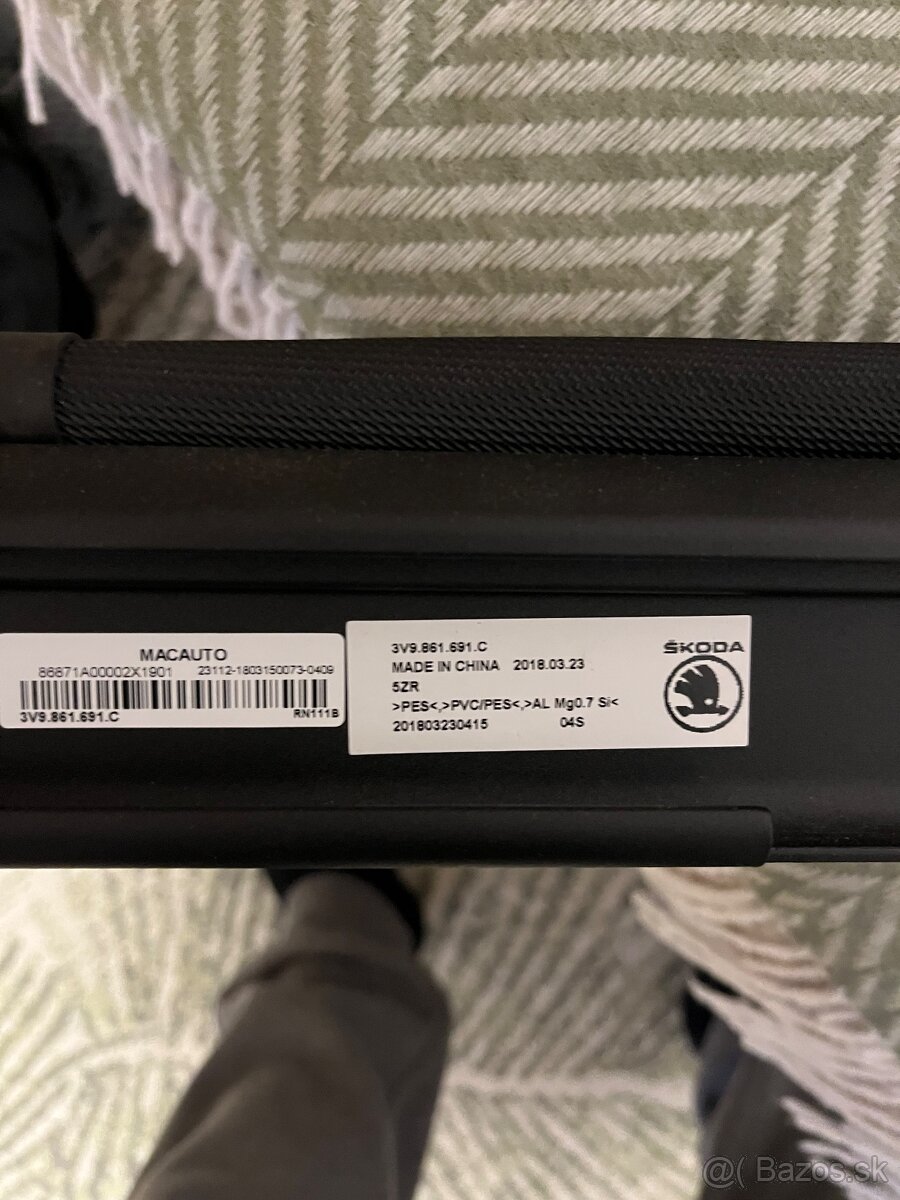 MACAUTO
86871A00002X1901 23112-1803150073-0409
3V9.861.691.C RN111B
3V9.861.691.C
MADE IN CHINA 2018.03.23
5ZR
>PES<,>PVC/PES<,>AL Mg0.7 Si<
201803230415 04S
ŠKODA
@( Bazos.sk